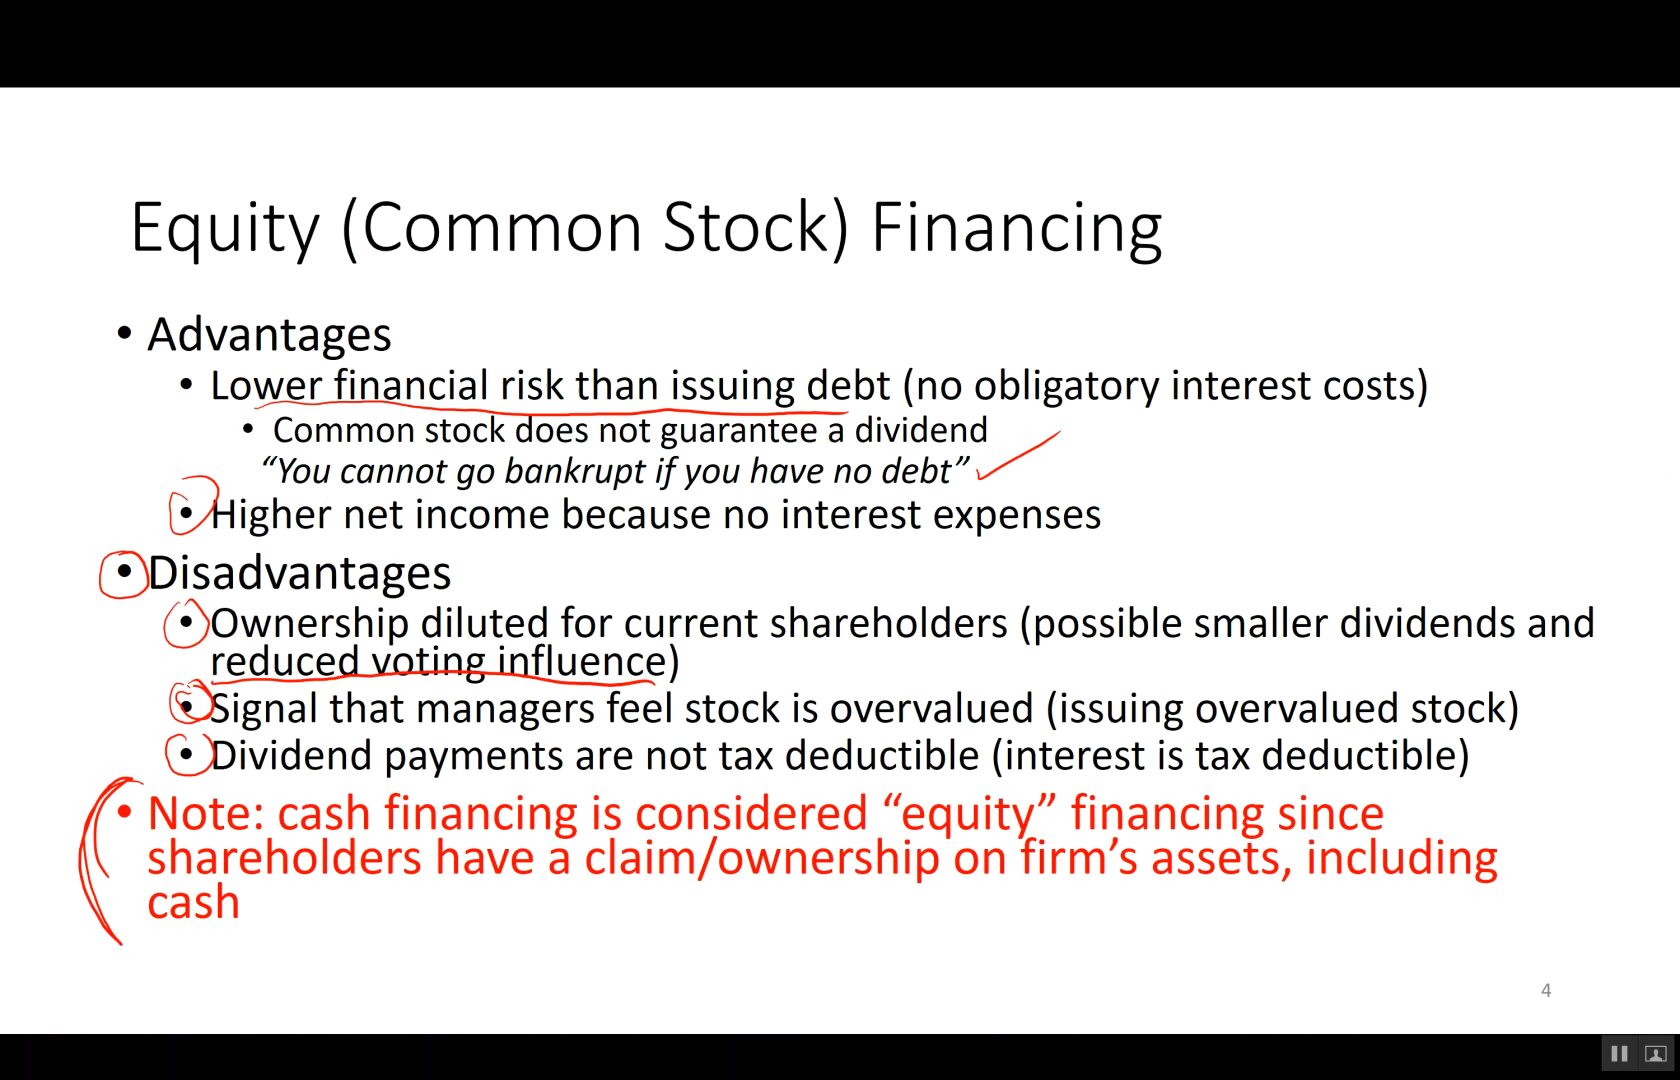 Equity (Common Stock) Financing
• Advantages
• Lower financial risk than issuing debt (no obligatory interest costs)
• Common stock does not guarantee a dividend
“You cannot go bankrupt if you have no debt”
• Higher net income because no interest expenses
• Disadvantages
• Ownership diluted for current shareholders (possible smaller dividends and
reduced voting influence)
• Signal that managers feel stock is overvalued (issuing overvalued stock)
• Dividend payments are not tax deductible (interest is tax deductible)
• Note: cash financing is considered “equity” financing since
shareholders have a claim/ownership on firm’s assets, including
cash
4